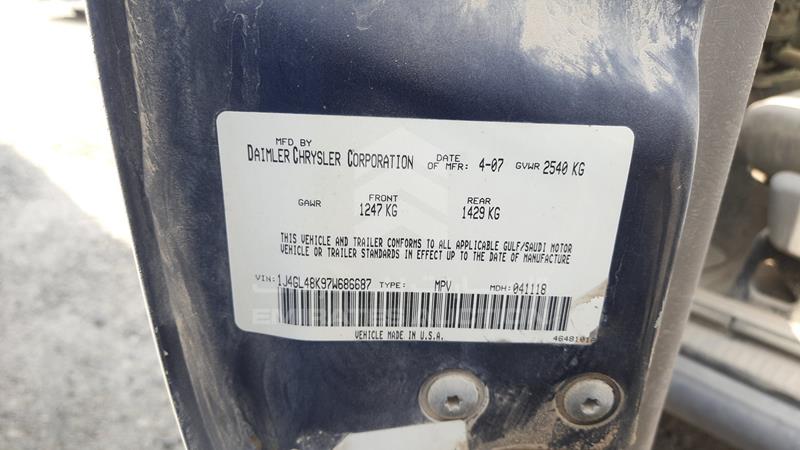 MFD BY
DAIMLER CHRYSLER CORPORATION DATE OF MFR: 4-07 GVWR 2540 KG
GAWR FRONT 1247 KG REAR 1429 KG
THIS VEHICLE AND TRAILER CONFORMS TO ALL APPLICABLE GULF/SAUDI MOTOR
VEHICLE OR TRAILER STANDARDS IN EFFECT UP TO THE DATE OF MANUFACTURE
VIN: 1J4GL48K97W686687 TYPE: MPV MDH: 041118
EMIRATES AUCTION
VEHICLE MADE IN U.S.A.